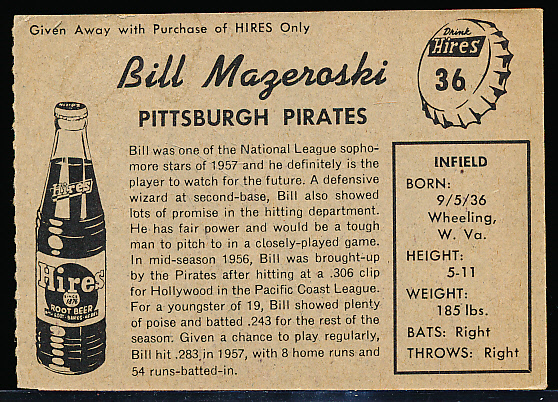 Given Away with Purchase of HIRES Only
Drink
Hires
36
Bill Mazeroski
PITTSBURGH PIRATES
HIRES
Hires
Hires
SINCE
1876
ROOT BEER
Bill was one of the National League sopho-
more stars of 1957 and he definitely is the
player to watch for the future. A defensive
wizard at second-base, Bill also showed
lots of promise in the hitting department.
He has fair power and would be a tough
man to pitch to in a closely-played game.
In mid-season 1956, Bill was brought-up
by the Pirates after hitting at a .306 clip
for Hollywood in the Pacific Coast League.
For a youngster of 19, Bill showed plenty
of poise and batted .243 for the rest of the
season. Given a chance to play regularly,
Bill hit .283 in 1957, with 8 home runs and
54 runs-batted-in.
INFIELD
BORN:
9/5/36
Wheeling,
W. Va.
HEIGHT:
5-11
WEIGHT:
185 lbs.
BATS: Right
THROWS: Right